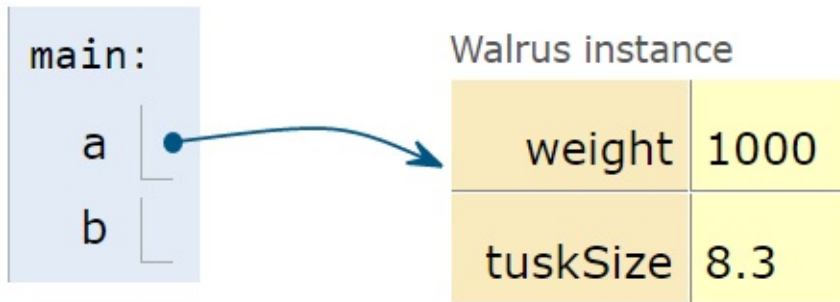 main:
a
b
Walrus instance
weight 1000
tuskSize 8.3